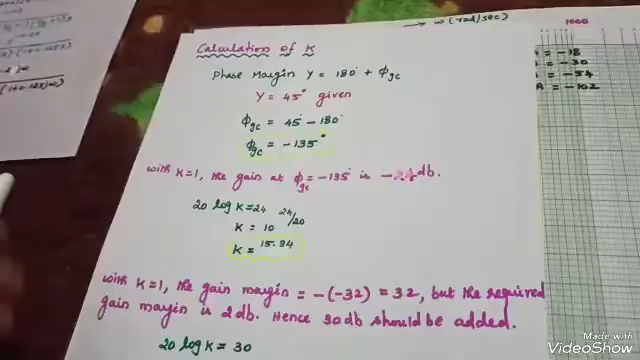 → ω (rad/sec)
1000
Calculation of K
Phase Margin γ = 180° + ϕgc
γ = 45° given
ϕgc = 45° - 180°
ϕgc = -135°
with K=1, the gain at ϕgc = -135° is -24db.
20 log K = 24
K = 10^24/20
K = 15.84
with K=1, the gain margin = -(-32) = 32, but the required
gain margin is 2db. Hence 30db should be added.
20 log K = 30
= -18
= -30
= -54
A = -102
Made with
VideoShow